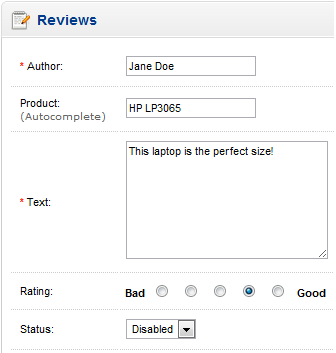 Reviews
* Author: Jane Doe
Product: HP LP3065
(Autocomplete)
This laptop is the perfect size!
* Text:
Rating: Bad Good
Status: Disabled